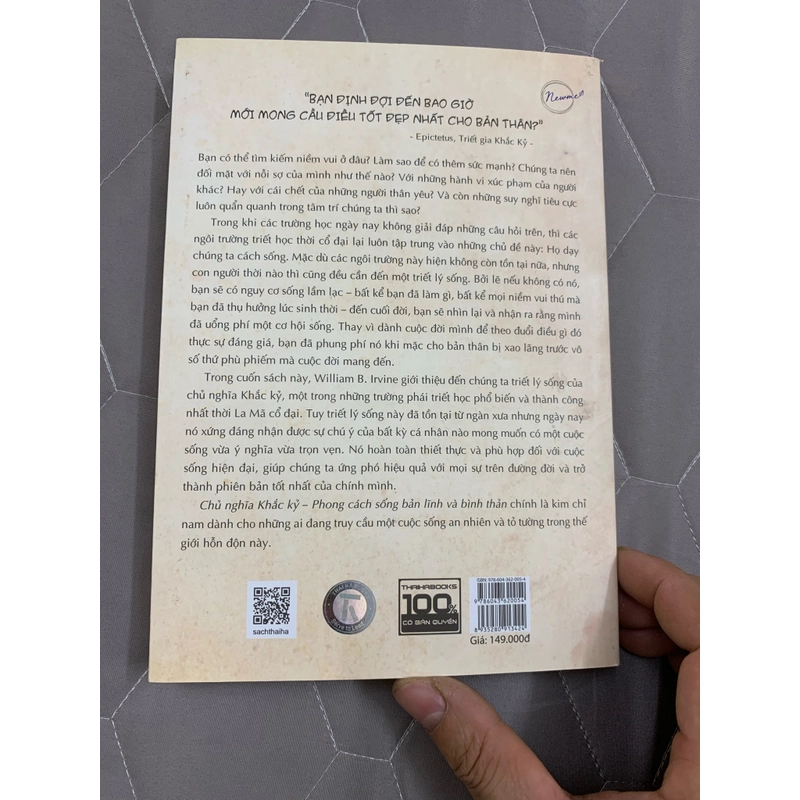 Newme
"BẠN ĐỊNH ĐỢI ĐẾN BAO GIỜ
MỚI MONG CẦU ĐIỀU TỐT ĐẸP NHẤT CHO BẢN THÂN?"
- Epictetus, Triết gia Khắc Kỷ -
Bạn có thể tìm kiếm niềm vui ở đâu? Làm sao để có thêm sức mạnh? Chúng ta nên
đối mặt với nỗi sợ của mình như thế nào? Với những hành vi xúc phạm của người
khác? Hay với cái chết của những người thân yêu? Và còn những suy nghĩ tiêu cực
luôn quẩn quanh trong tâm trí chúng ta thì sao?
Trong khi các trường học ngày nay không giải đáp những câu hỏi trên, thì các
ngôi trường triết học thời cổ đại lại luôn tập trung vào những chủ đề này: Họ dạy
chúng ta cách sống. Mặc dù các ngôi trường này hiện không còn tồn tại nữa, nhưng
con người thời nào thì cũng đều cần đến một triết lý sống. Bởi lẽ nếu không có nó,
bạn sẽ có nguy cơ sống lầm lạc – bất kể bạn đã làm gì, bất kể mọi niềm vui thú mà
bạn đã thụ hưởng lúc sinh thời – đến cuối đời, bạn sẽ nhìn lại và nhận ra rằng mình
đã uổng phí một cơ hội sống. Thay vì dành cuộc đời mình để theo đuổi điều gì đó
thực sự đáng giá, bạn đã phung phí nó khi mặc cho bản thân bị xao lãng trước vô
số thứ phù phiếm mà cuộc đời mang đến.
Trong cuốn sách này, William B. Irvine giới thiệu đến chúng ta triết lý sống của
chủ nghĩa Khắc kỷ, một trong những trường phái triết học phổ biến và thành công
nhất thời La Mã cổ đại. Tuy triết lý sống này đã tồn tại từ ngàn xưa nhưng ngày nay
nó xứng đáng nhận được sự chú ý của bất kỳ cá nhân nào mong muốn có một cuộc
sống vừa ý nghĩa vừa trọn vẹn. Nó hoàn toàn thiết thực và phù hợp đối với cuộc
sống hiện đại, giúp chúng ta ứng phó hiệu quả với mọi sự trên đường đời và trở
thành phiên bản tốt nhất của chính mình.
Chủ nghĩa Khắc kỷ – Phong cách sống bản lĩnh và bình thản chính là kim chỉ
nam dành cho những ai đang truy cầu một cuộc sống an nhiên và tỏ tường trong thế
giới hỗn độn này.
sachthaiha
THAIHABOOKS
100%
CÓ BẢN QUYỀN
ISBN: 978-604-362-005-4
9 786043 620054
8 935280 913424
Giá: 149.000đ